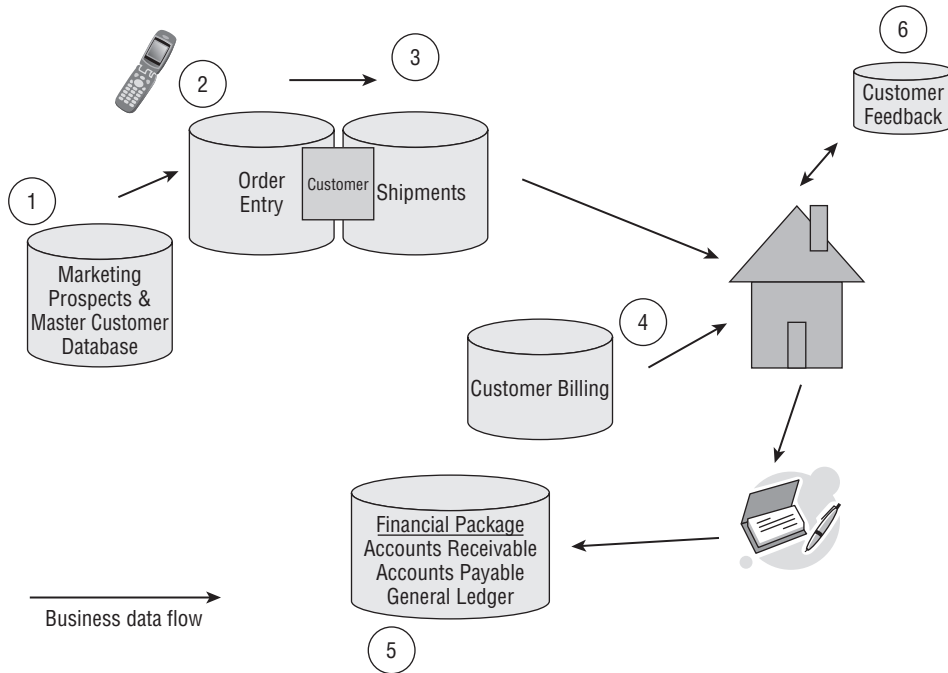 6
Customer
Feedback
3
2
Order
Entry
Customer
Shipments
1
Marketing
Prospects &
Master Customer
Database
4
Customer Billing
Financial Package
Accounts Receivable
Accounts Payable
General Ledger
Business data flow
5